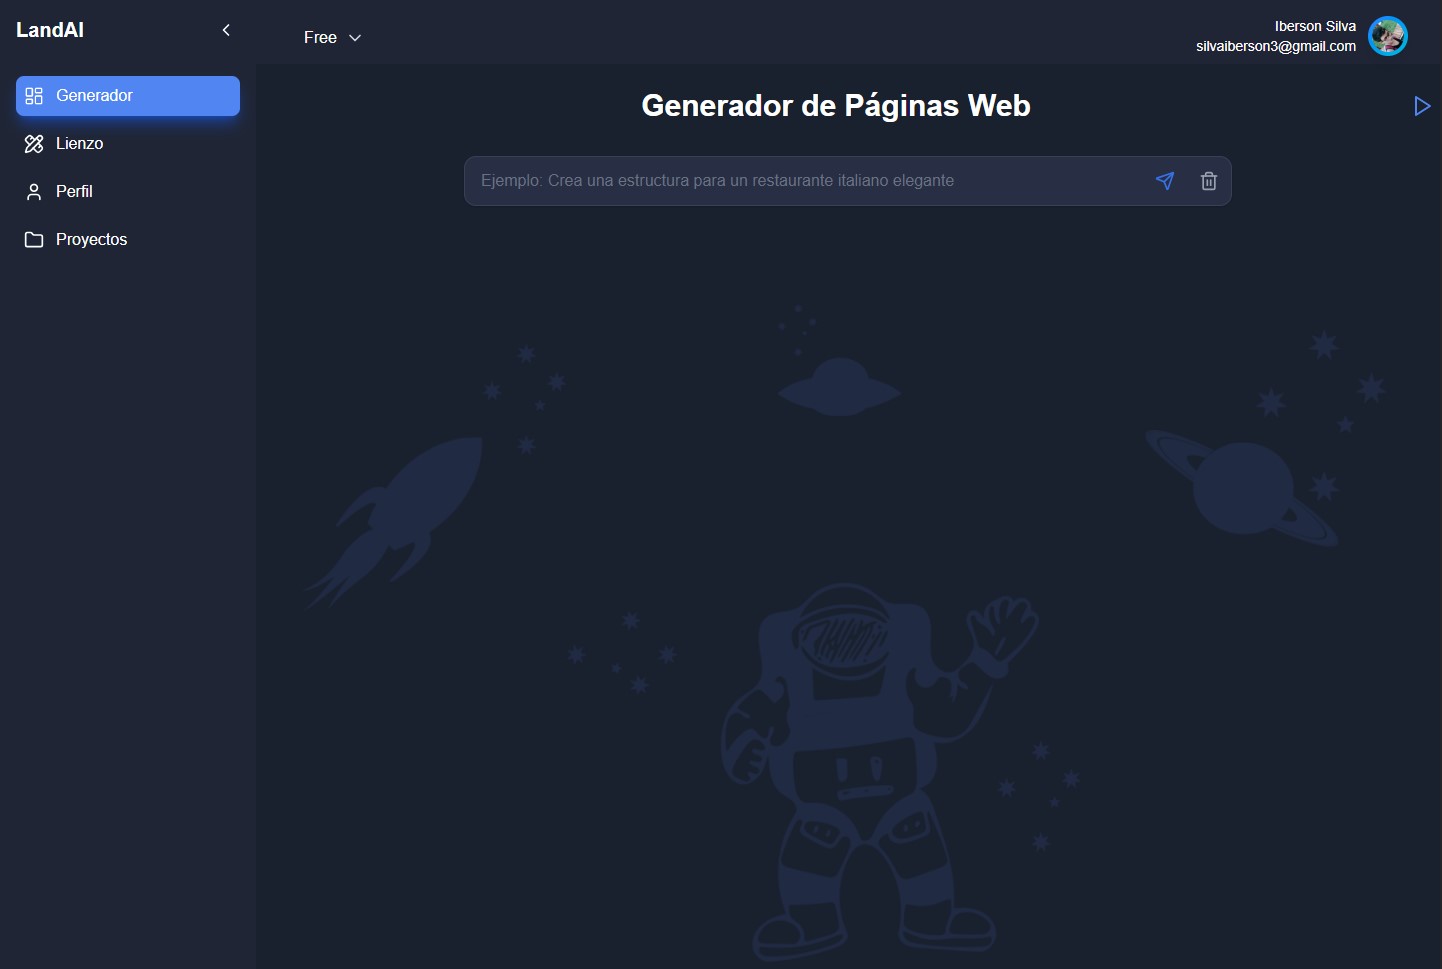 LandAI
Free
Iberson Silva
silvaiberson3@gmail.com
Generador
Lienzo
Perfil
Proyectos
Generador de Páginas Web
Ejemplo: Crea una estructura para un restaurante italiano elegante